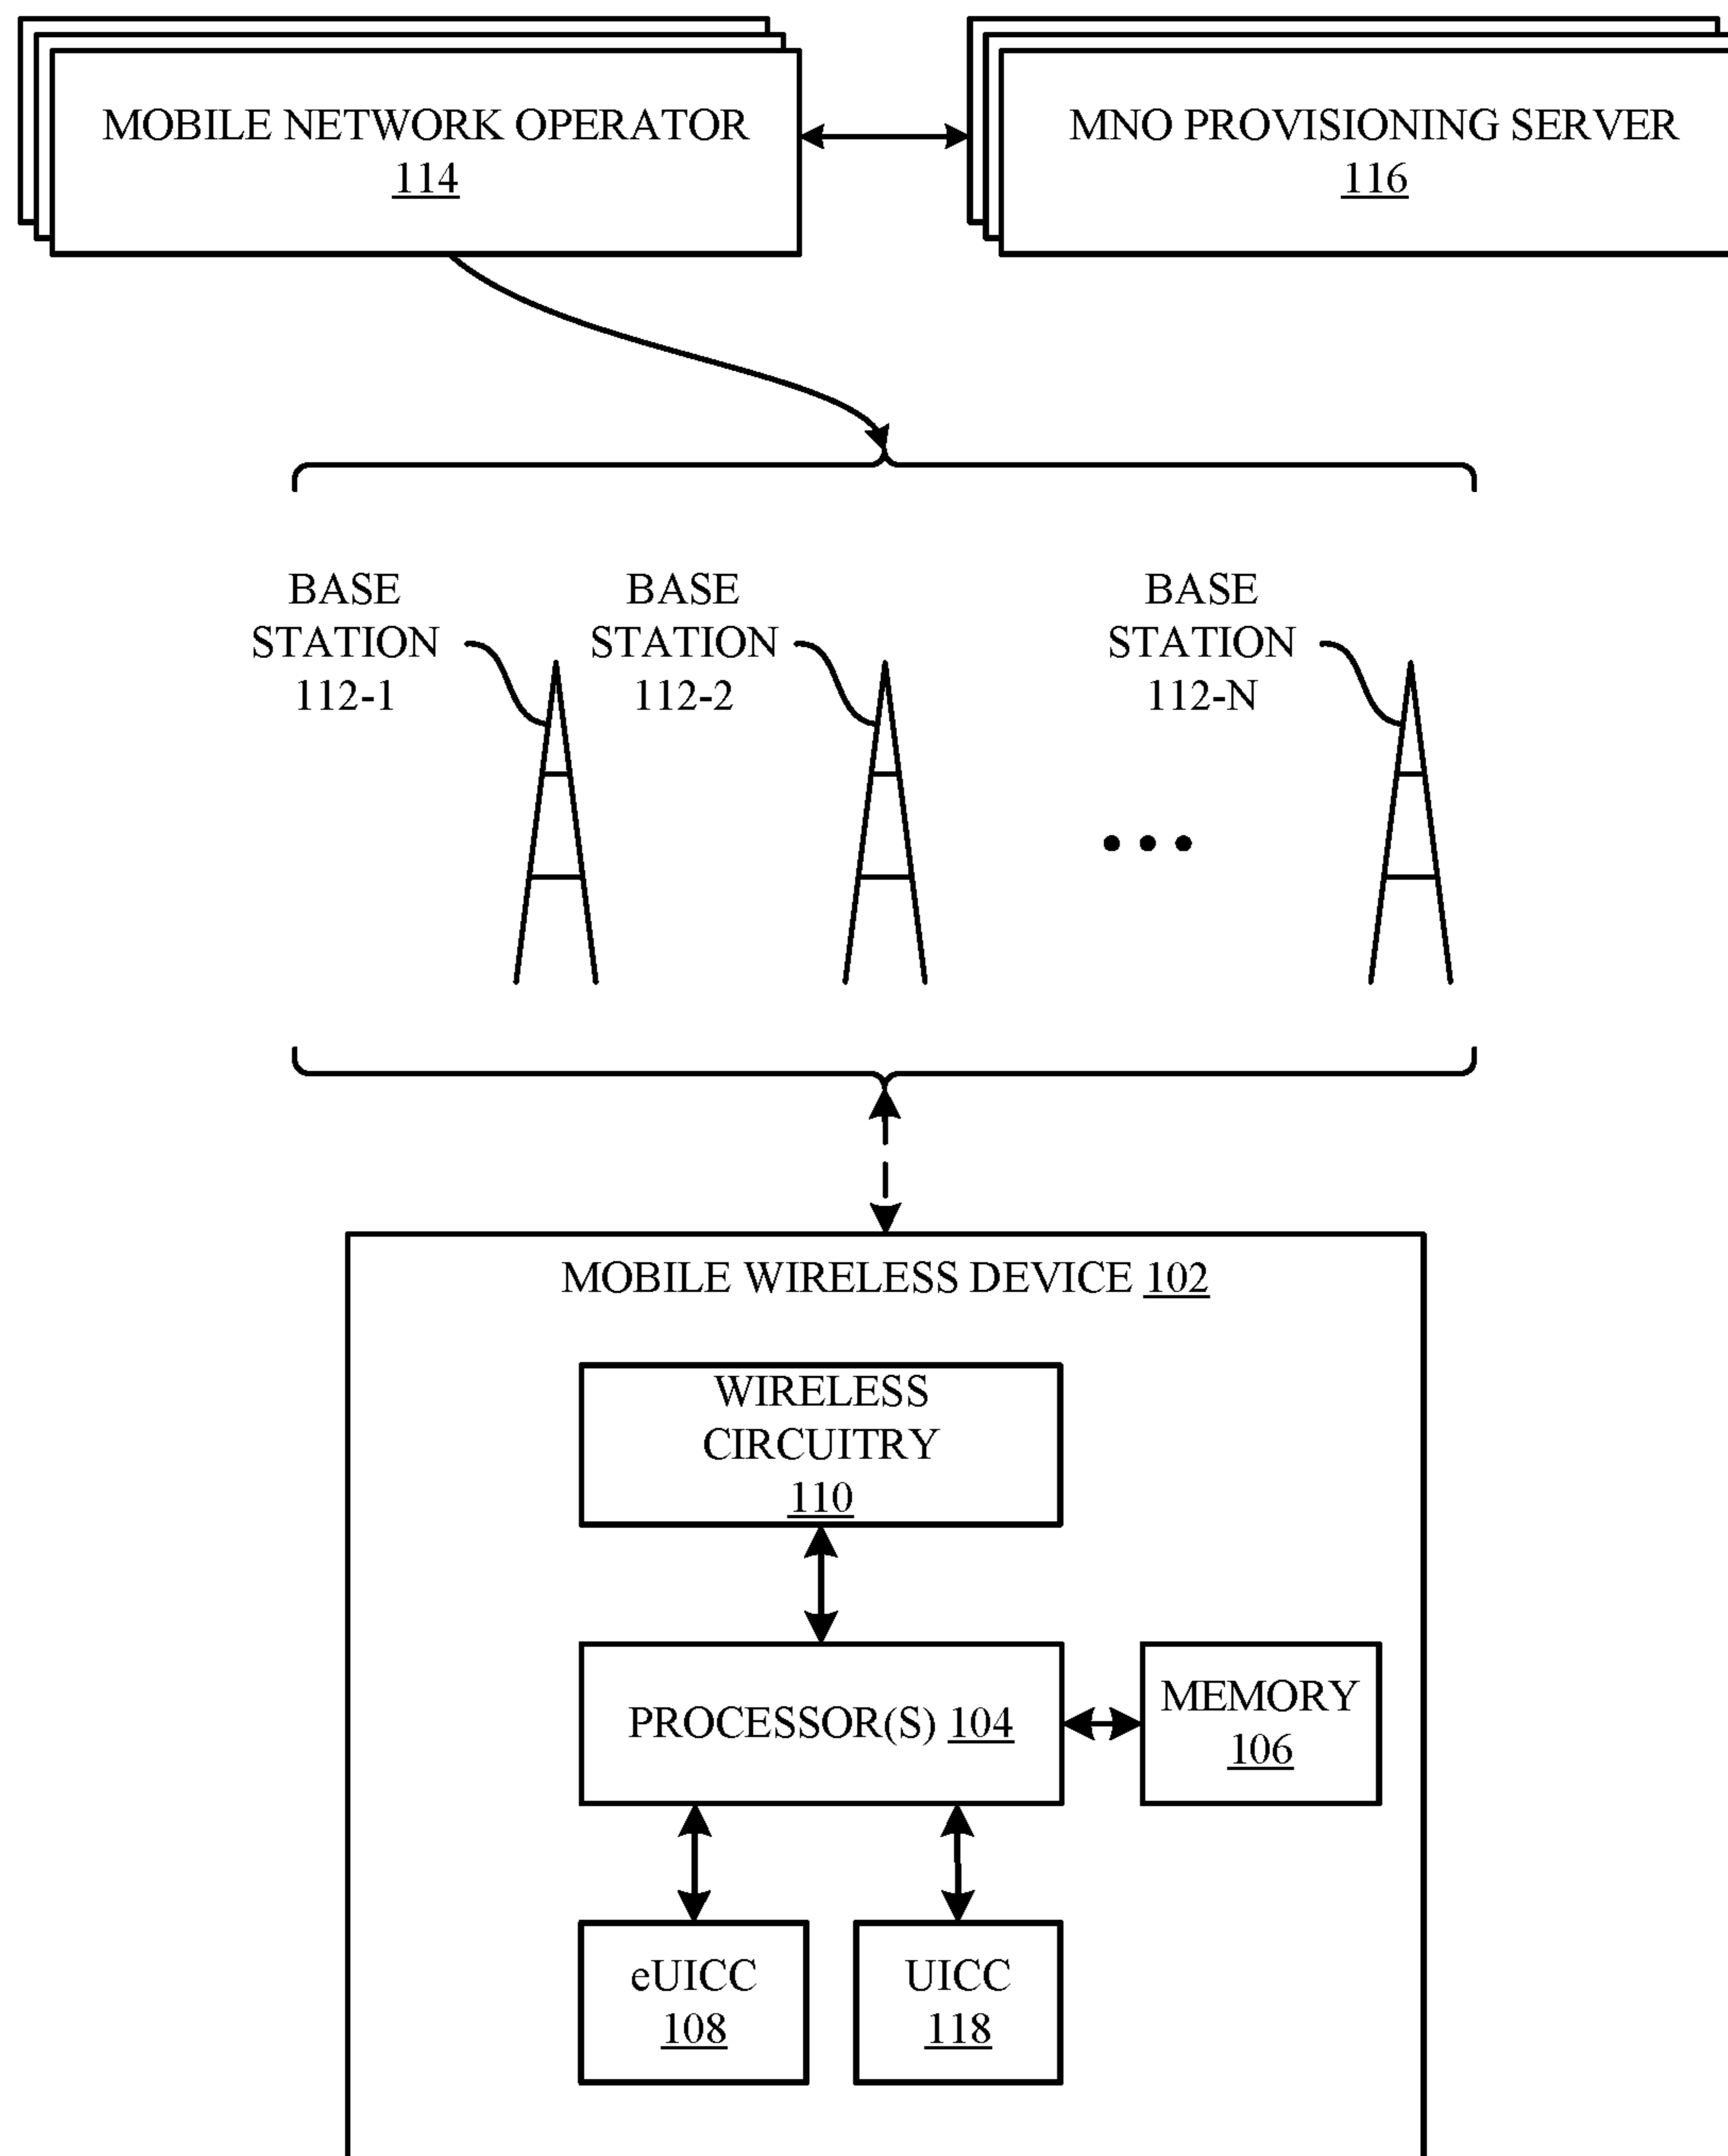 MOBILE NETWORK OPERATOR
114
MNO PROVISIONING SERVER
116
BASE
STATION
112-1
BASE
STATION
112-2
BASE
STATION
112-N
MOBILE WIRELESS DEVICE 102
WIRELESS
CIRCUITRY
110
PROCESSOR(S) 104
MEMORY
106
eUICC
108
UICC
118